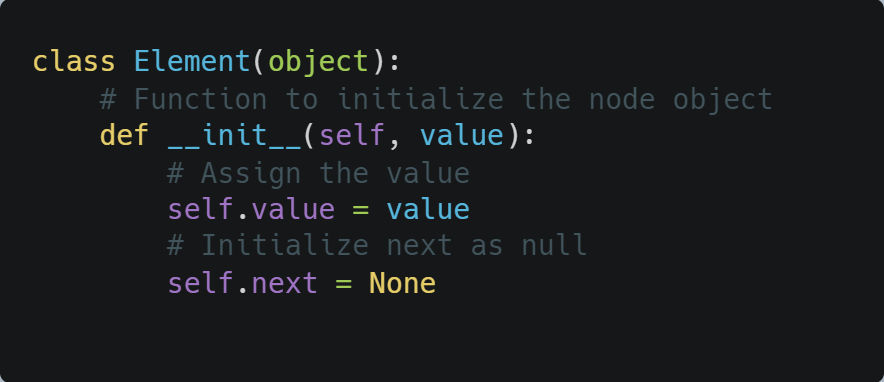 class Element(object):
    # Function to initialize the node object
    def __init__(self, value):
        # Assign the value
        self.value = value
        # Initialize next as null
        self.next = None